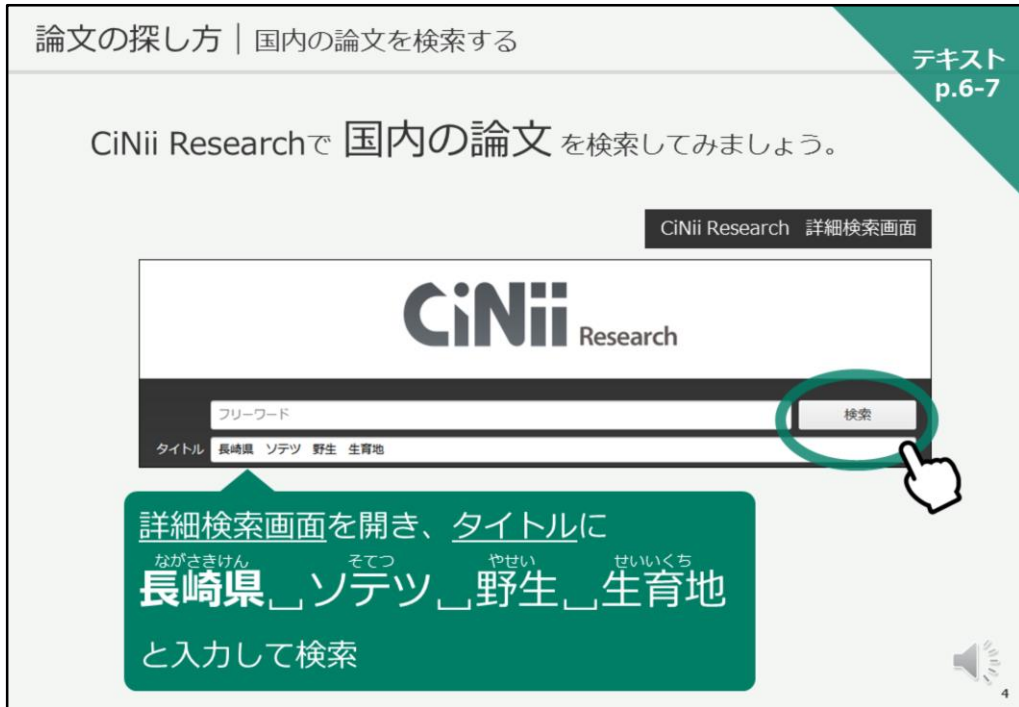 論文の探し方│国内の論文を検索する
テキスト
p.6-7
CiNii Researchで 国内の論文 を検索してみましょう。
CiNii Research 詳細検索画面
CiNii Research
フリーワード
検索
タイトル 長崎県 ソテツ 野生 生育地
詳細検索画面を開き、タイトルに
ながさきけん そてつ やせい せいいくち
長崎県␣ソテツ␣野生␣生育地
と入力して検索
4